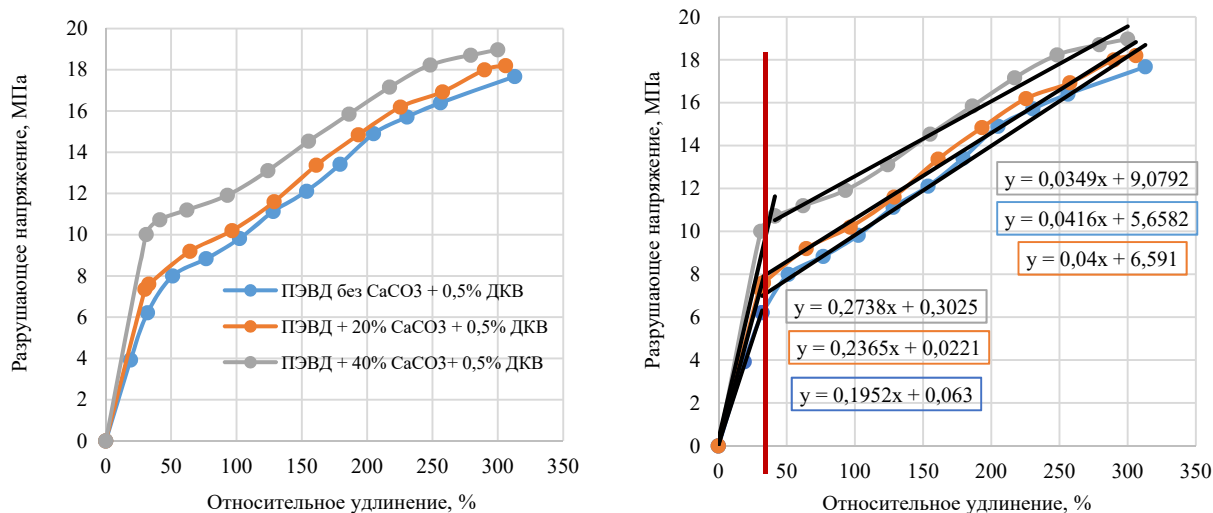 Разрушающее напряжение, МПа
20
18
16
14
12
10
8
6
4
2
0
ПЭВД без CaCO3 + 0,5% ДКВ
ПЭВД + 20% CaCO3 + 0,5% ДКВ
ПЭВД + 40% CaCO3+ 0,5% ДКВ
0 50 100 150 200 250 300 350
Относительное удлинение, %
Разрушающее напряжение, МПа
20
18
16
14
12
10
8
6
4
2
0
y = 0,0349x + 9,0792
y = 0,0416x + 5,6582
y = 0,04x + 6,591
y = 0,2738x + 0,3025
y = 0,2365x + 0,0221
y = 0,1952x + 0,063
0 50 100 150 200 250 300 350
Относительное удлинение, %